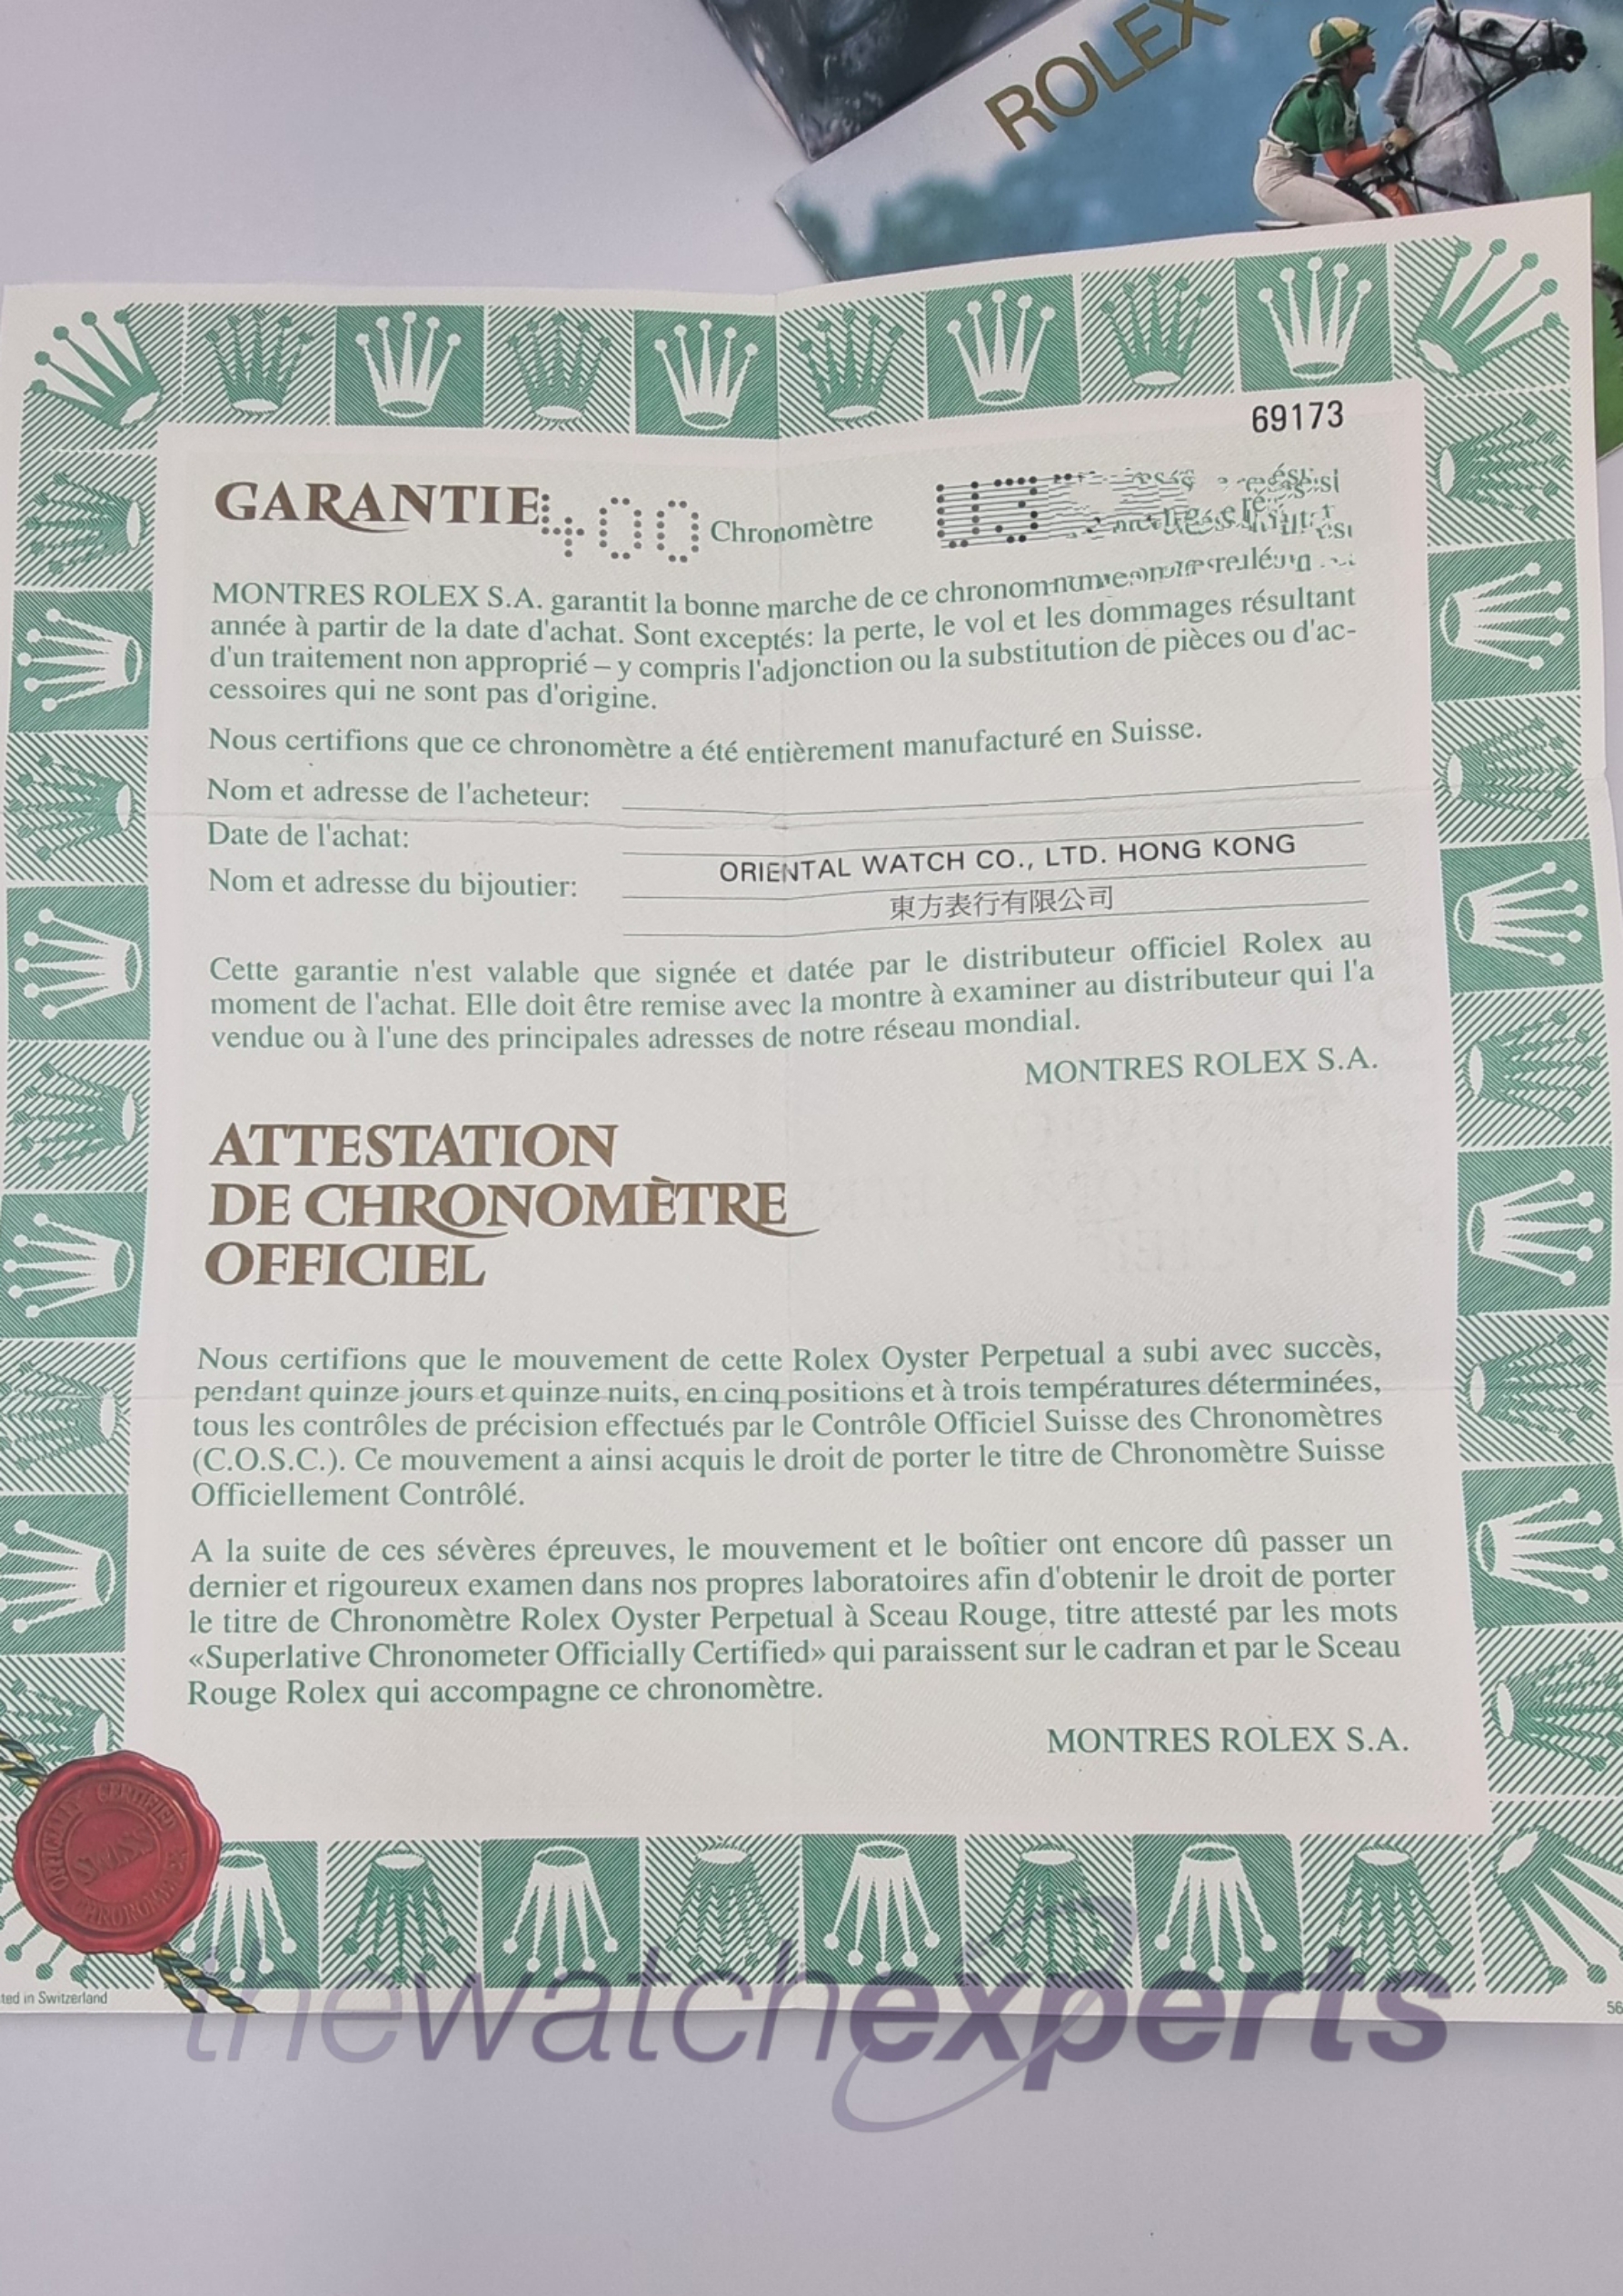 ROLEX
69173
GARANTIE 400 Chronomètre
MONTRES ROLEX S.A. garantit la bonne marche de ce
année à partir de la date d'achat. Sont exceptés: la perte, le vol et les dommages résultant
d'un traitement non approprié – y compris l'adjonction ou la substitution de pièces ou d'ac-
cessoires qui ne sont pas d'origine.
Nous certifions que ce chronomètre a été entièrement manufacturé en Suisse.
Nom et adresse de l'acheteur:
Date de l'achat:
ORIENTAL WATCH CO., LTD. HONG KONG
Nom et adresse du bijoutier:
東方表行有限公司
Cette garantie n'est valable que signée et datée par le distributeur officiel Rolex au
moment de l'achat. Elle doit être remise avec la montre à examiner au distributeur qui l'a
vendue ou à l'une des principales adresses de notre réseau mondial.
MONTRES ROLEX S.A.
ATTESTATION
DE CHRONOMÈTRE
OFFICIEL
Nous certifions que le mouvement de cette Rolex Oyster Perpetual a subi avec succès,
pendant quinze jours et quinze nuits, en cinq positions et à trois températures déterminées,
tous les contrôles de précision effectués par le Contrôle Officiel Suisse des Chronomètres
(C.O.S.C.). Ce mouvement a ainsi acquis le droit de porter le titre de Chronomètre Suisse
Officiellement Contrôlé.
A la suite de ces sévères épreuves, le mouvement et le boîtier ont encore dû passer un
dernier et rigoureux examen dans nos propres laboratoires afin d'obtenir le droit de porter
le titre de Chronomètre Rolex Oyster Perpetual à Sceau Rouge, titre attesté par les mots
«Superlative Chronometer Officially Certified» qui paraissent sur le cadran et par le Sceau
Rouge Rolex qui accompagne ce chronomètre.
MONTRES ROLEX S.A.
OFFICIALLY CERTIFIED
SWISS
CHRONOMETER
in Switzerland
56
thewatchexperts